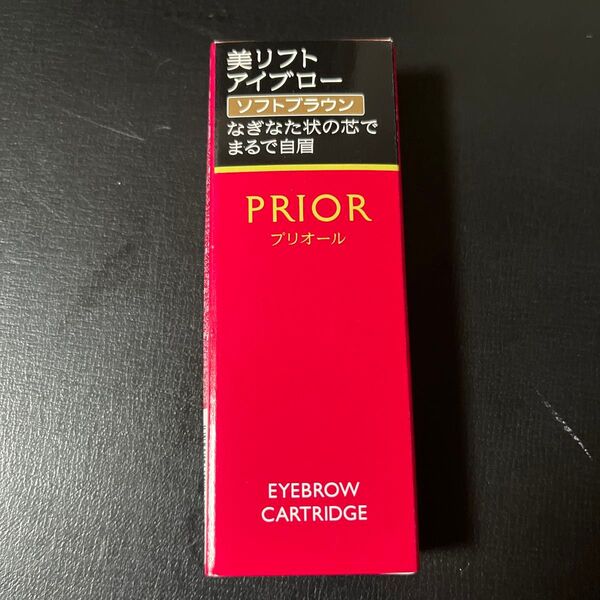 美リフト
アイブロー
ソフトブラウン
なぎなた状の芯で
まるで自眉
PRIOR
プリオール
EYEBROW
CARTRIDGE